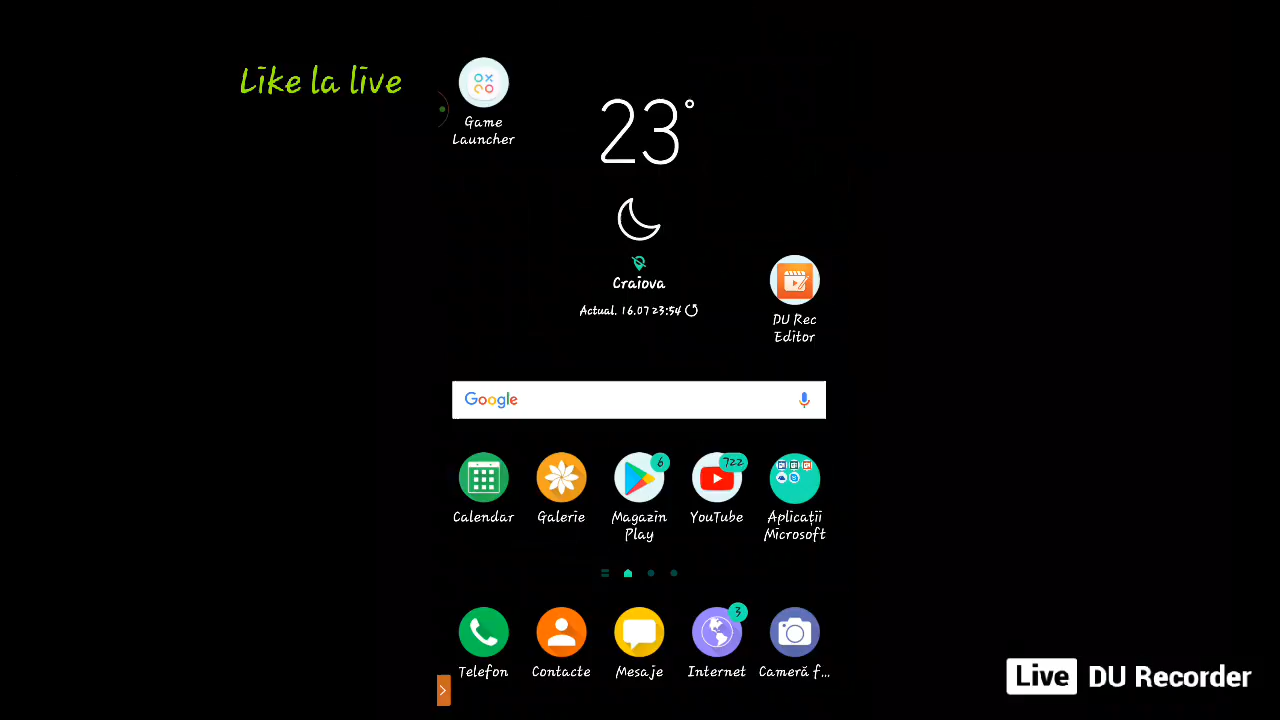 Like la live
Game
Launcher
23°
Craiova
Actual. 16.07 23:54
DU Rec
Editor
Google
6
722
Calendar
Galerie
Magazin
Play
YouTube
Aplicații
Microsoft
3
Telefon
Contacte
Mesaje
Internet
Cameră f...
Live DU Recorder